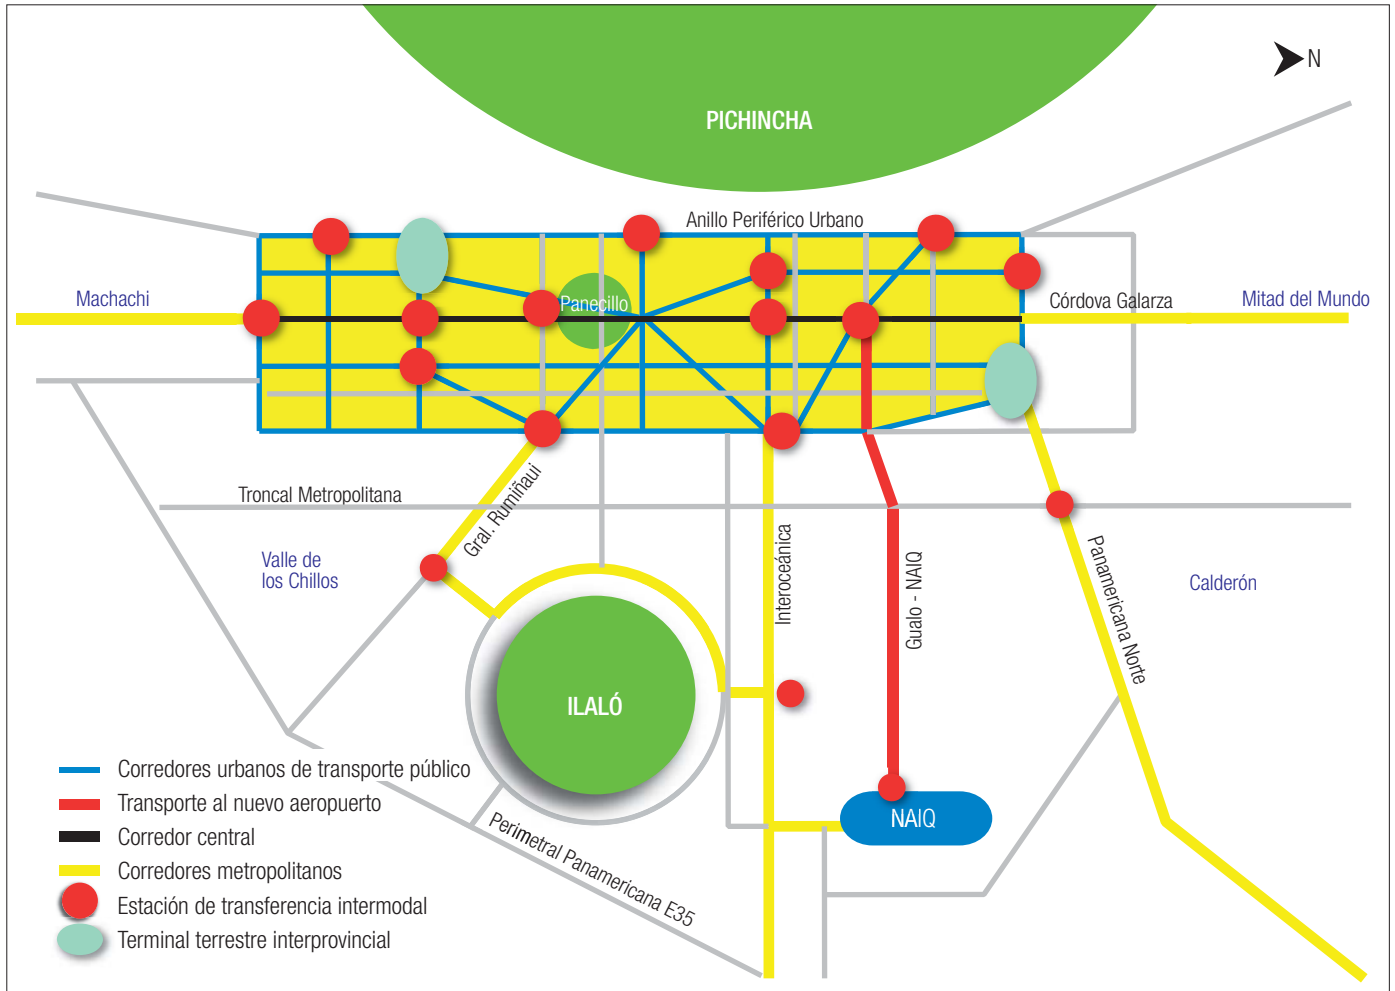 PICHINCHA
N
Anillo Periférico Urbano
Machachi
Panecillo
Córdova Galarza
Mitad del Mundo
Troncal Metropolitana
Gral. Rumiñaui
Valle de
los Chillos
Interoceánica
Gualo - NAIQ
Panamericana Norte
Calderón
ILALÓ
NAIQ
Perimetral Panamericana E35
Corredores urbanos de transporte público
Transporte al nuevo aeropuerto
Corredor central
Corredores metropolitanos
Estación de transferencia intermodal
Terminal terrestre interprovincial